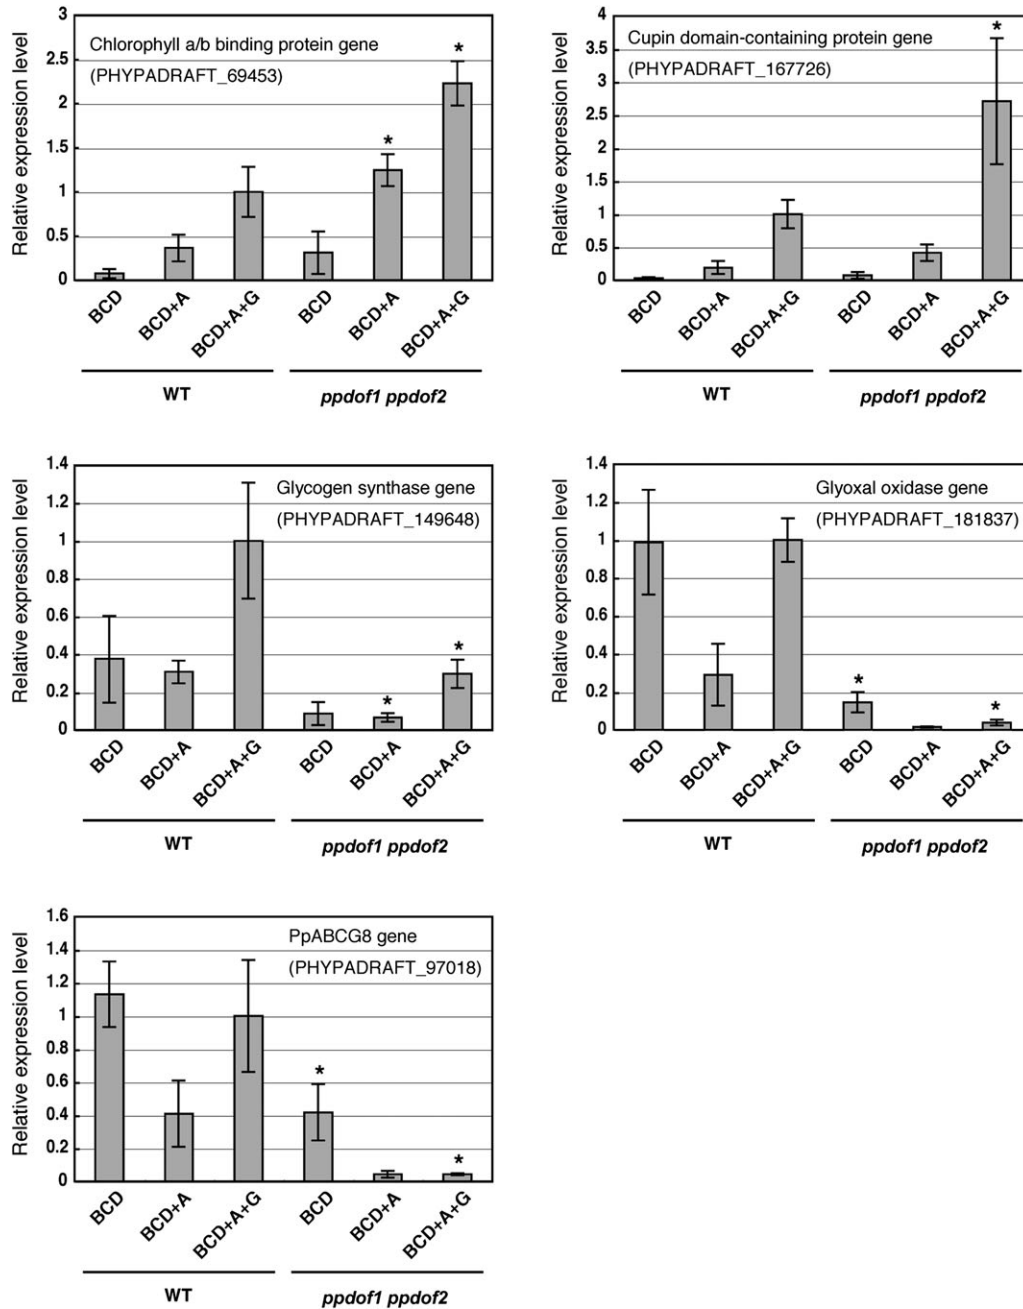 3
2.5
2
1.5
1
0.5
0
Relative expression level
Chlorophyll a/b binding protein gene
(PHYPADRAFT_69453)
*
*
BCD
BCD+A
BCD+A+G
BCD
BCD+A
BCD+A+G
WT
ppdof1 ppdof2
4
3.5
3
2.5
2
1.5
1
0.5
0
Relative expression level
Cupin domain-containing protein gene
(PHYPADRAFT_167726)
*
BCD
BCD+A
BCD+A+G
BCD
BCD+A
BCD+A+G
WT
ppdof1 ppdof2
1.4
1.2
1
0.8
0.6
0.4
0.2
0
Relative expression level
Glycogen synthase gene
(PHYPADRAFT_149648)
*
*
BCD
BCD+A
BCD+A+G
BCD
BCD+A
BCD+A+G
WT
ppdof1 ppdof2
1.4
1.2
1
0.8
0.6
0.4
0.2
0
Relative expression level
Glyoxal oxidase gene
(PHYPADRAFT_181837)
*
*
BCD
BCD+A
BCD+A+G
BCD
BCD+A
BCD+A+G
WT
ppdof1 ppdof2
1.6
1.4
1.2
1
0.8
0.6
0.4
0.2
0
Relative expression level
PpABCG8 gene
(PHYPADRAFT_97018)
*
*
BCD
BCD+A
BCD+A+G
BCD
BCD+A
BCD+A+G
WT
ppdof1 ppdof2